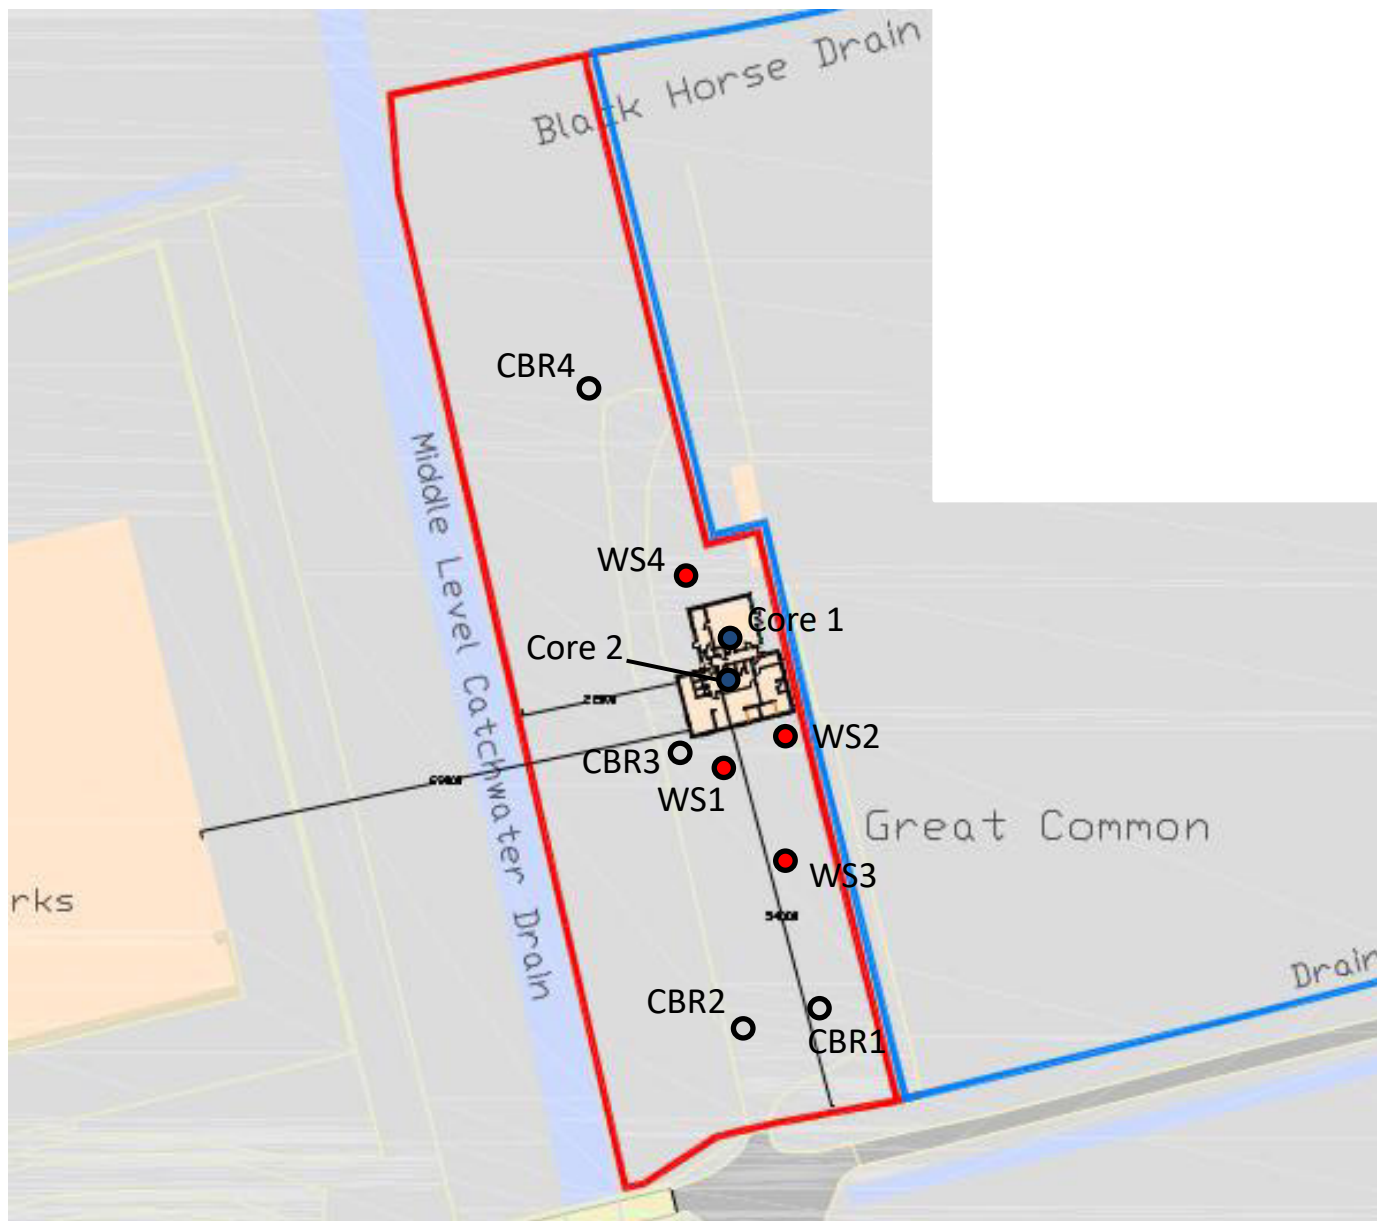 Black Horse Drain
CBR4
Middle Level Catchwater Drain
WS4
Core 1
Core 2
WS2
CBR3
WS1
Great Common
WS3
rks
Drain
CBR2
CBR1